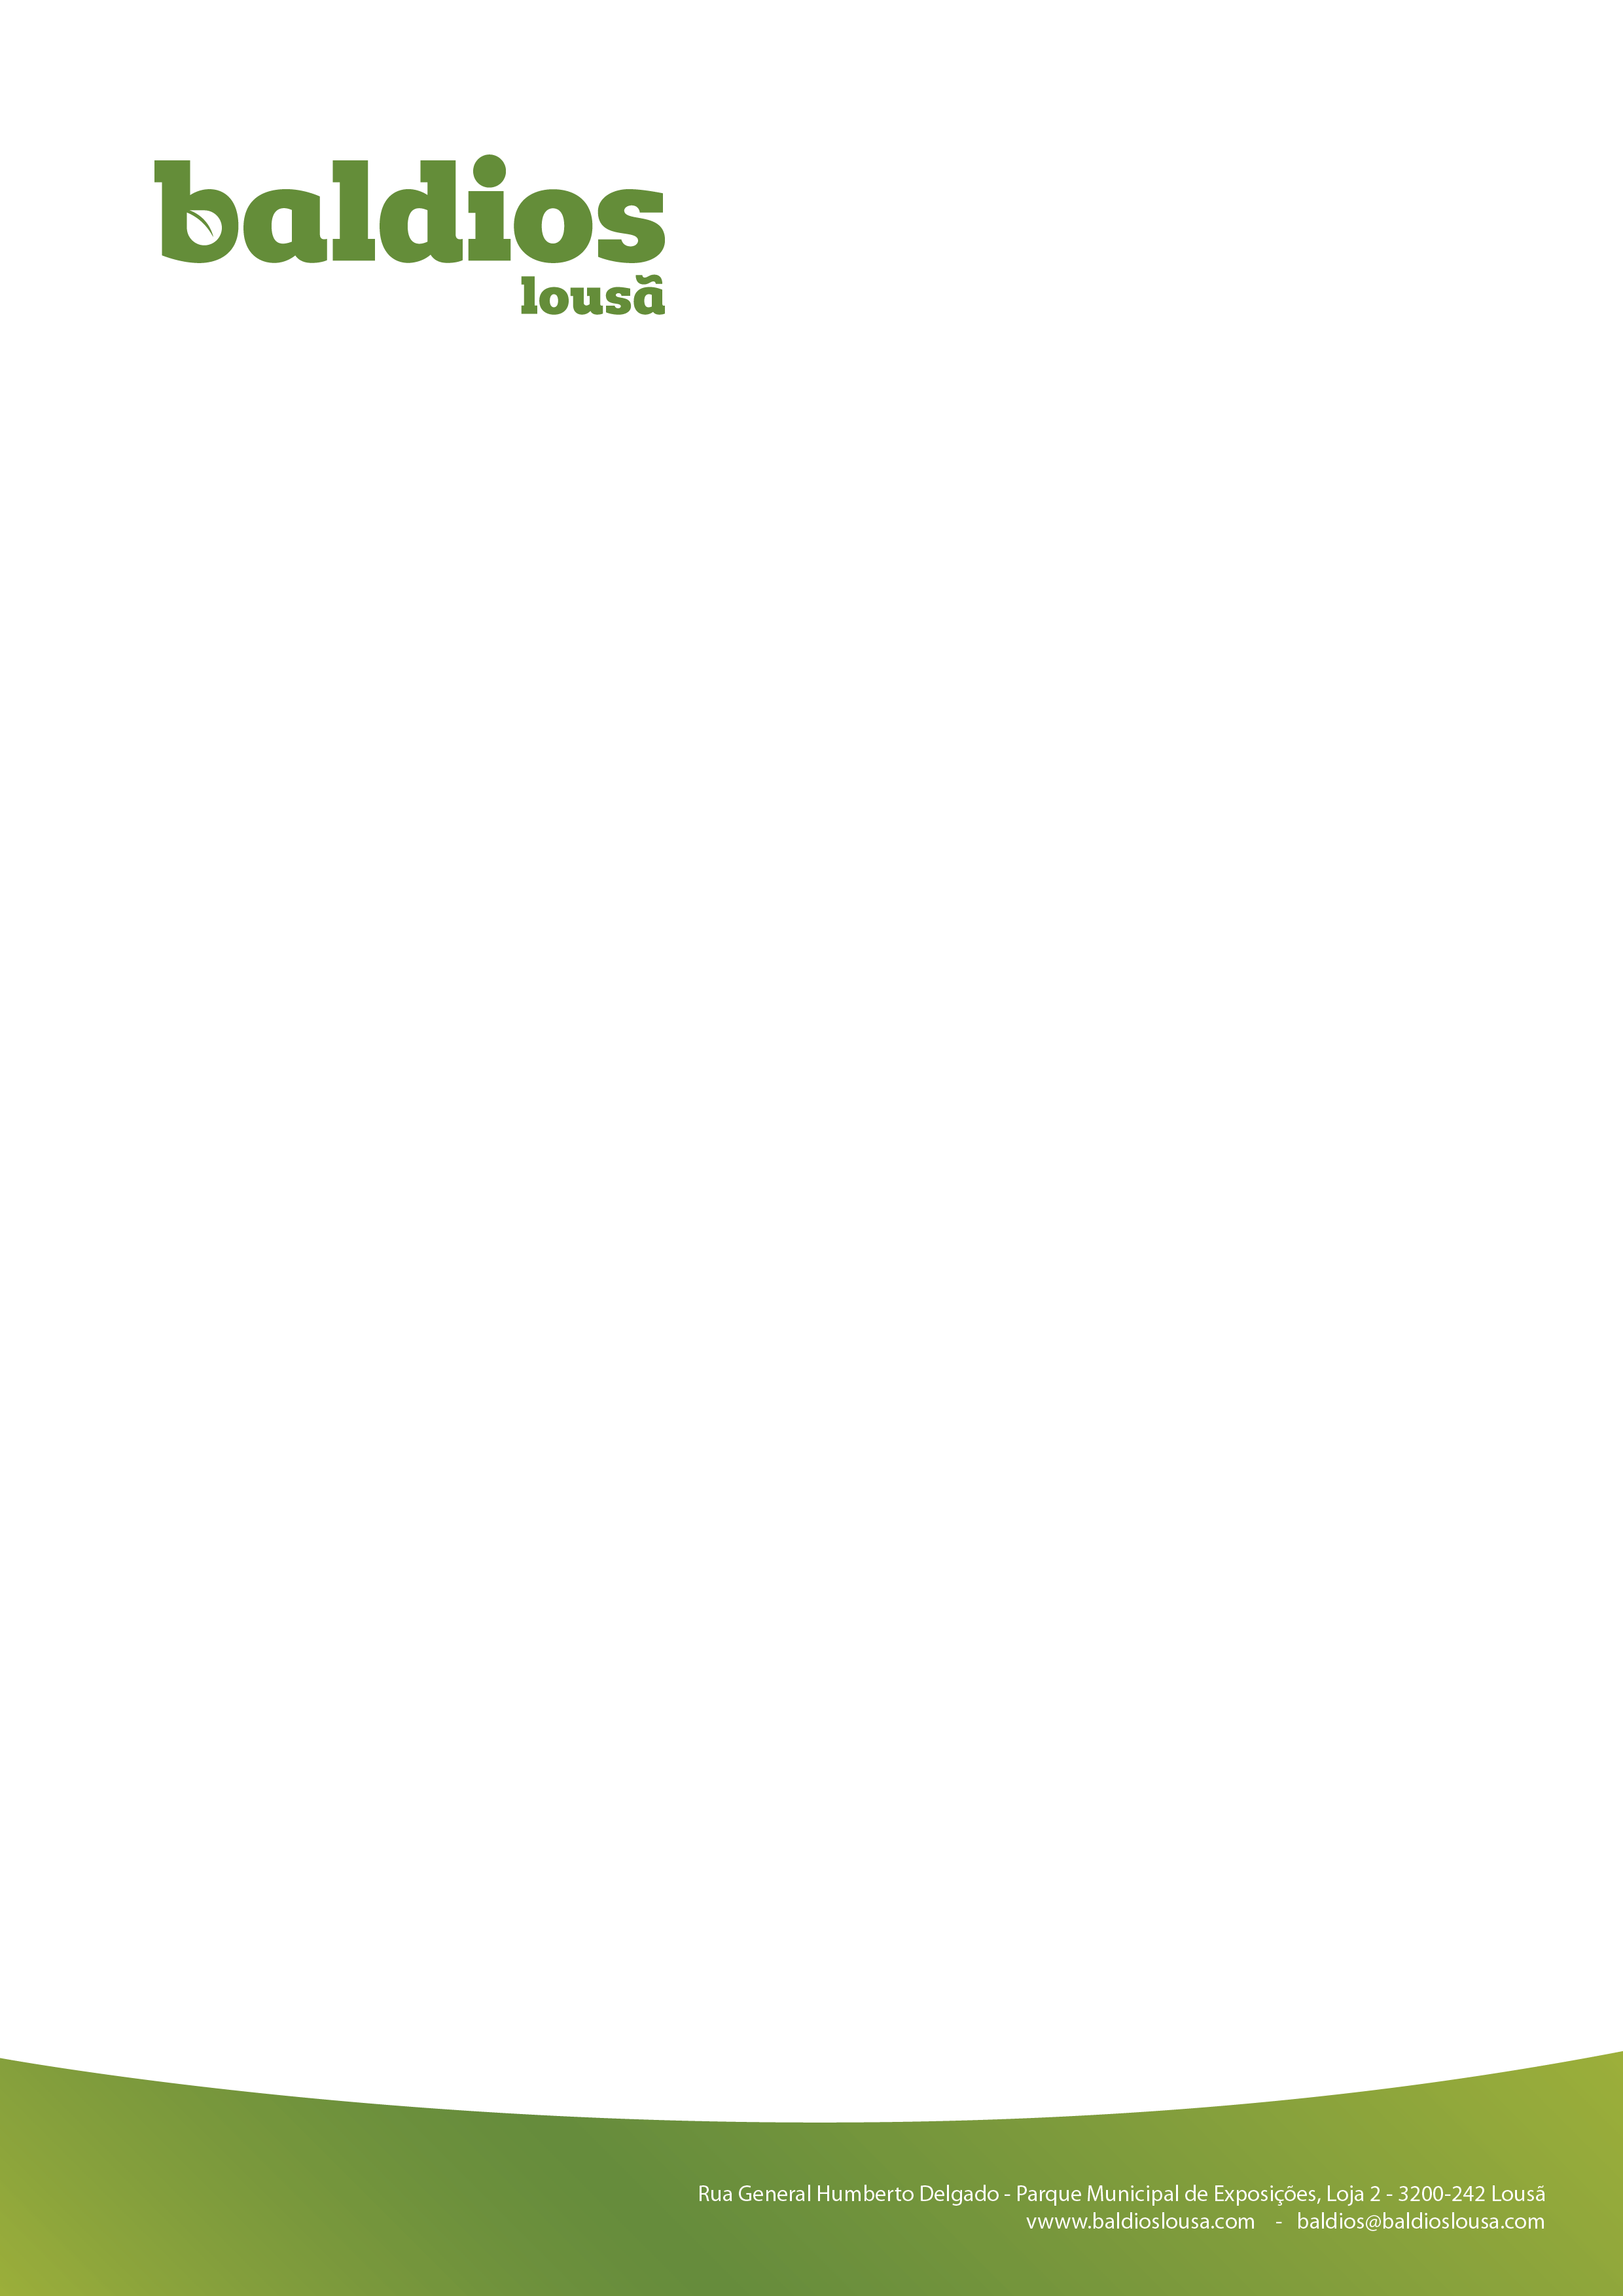 baldios
lousã
Rua General Humberto Delgado - Parque Municipal de Exposições, Loja 2 - 3200-242 Lousã
vwww.baldioslousa.com - baldios@baldioslousa.com